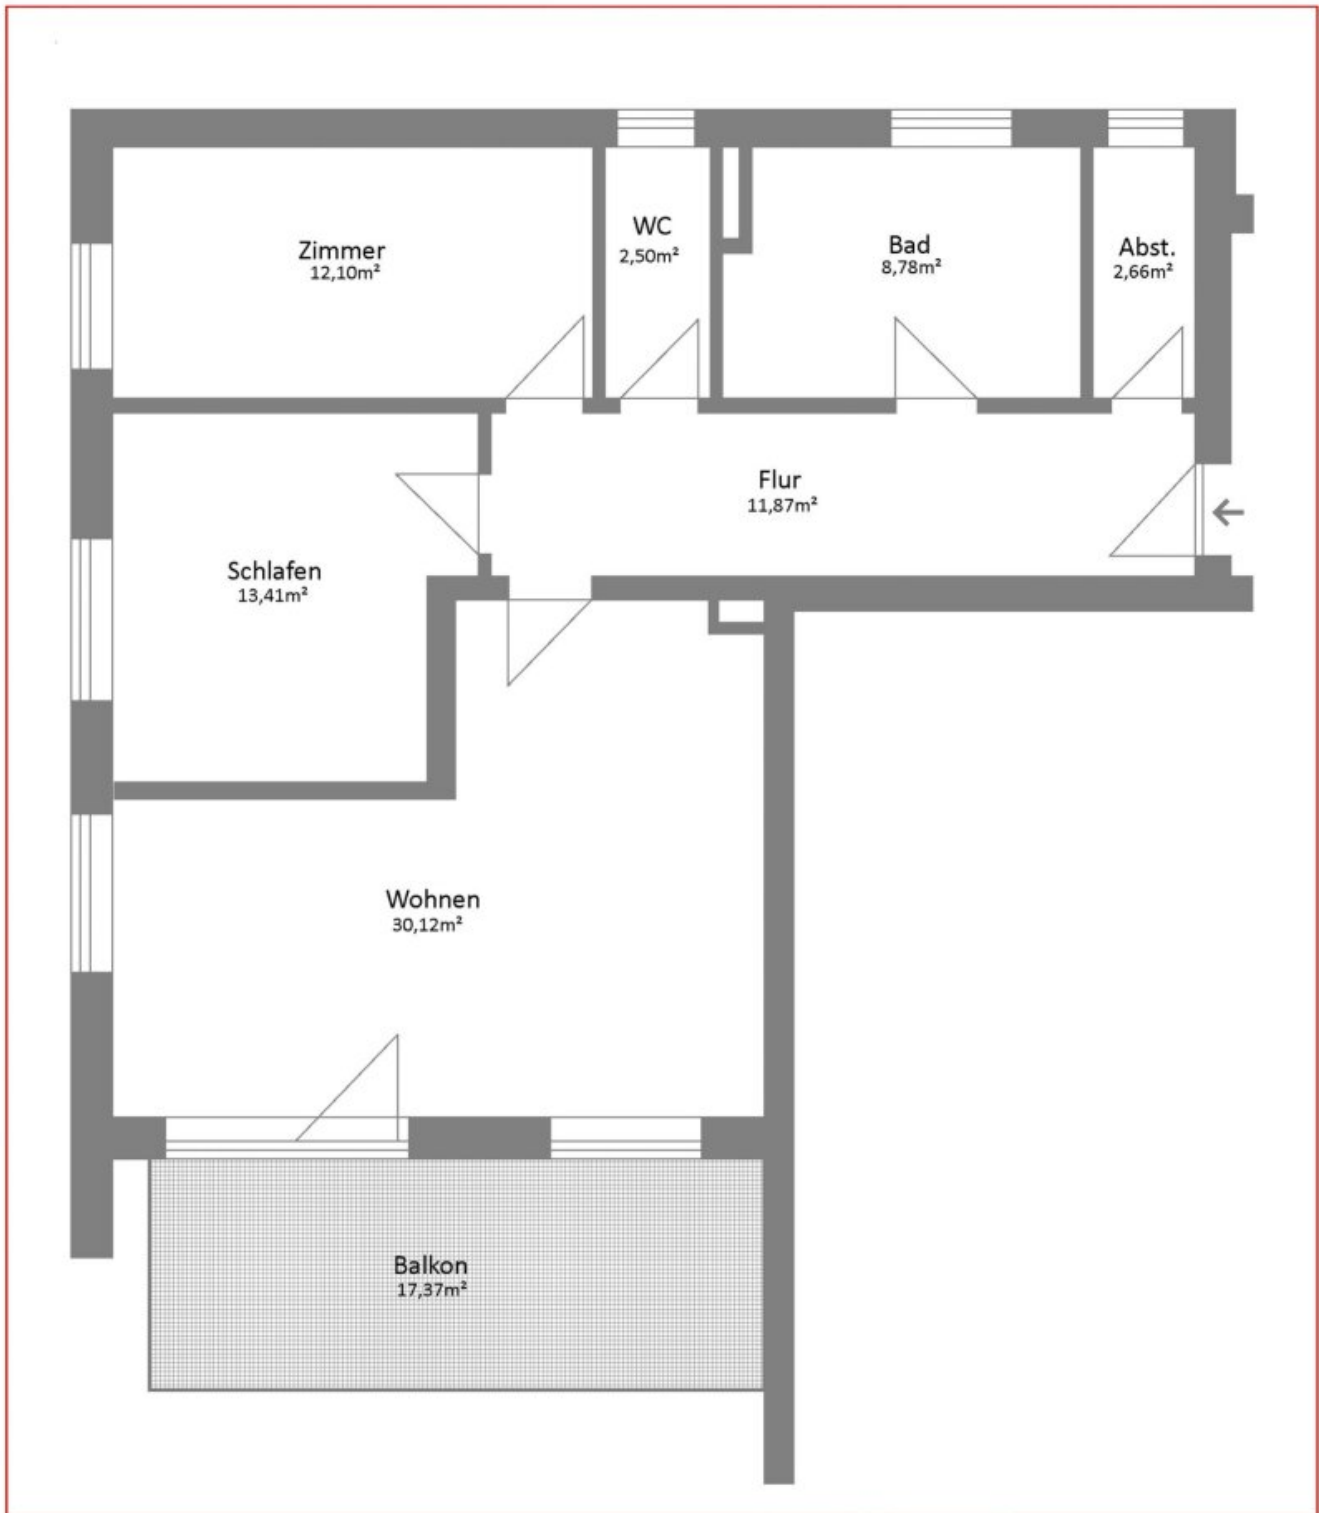 Zimmer
12,10m²
WC
2,50m²
Bad
8,78m²
Abst.
2,66m²
Flur
11,87m²
Schlafen
13,41m²
Wohnen
30,12m²
Balkon
17,37m²